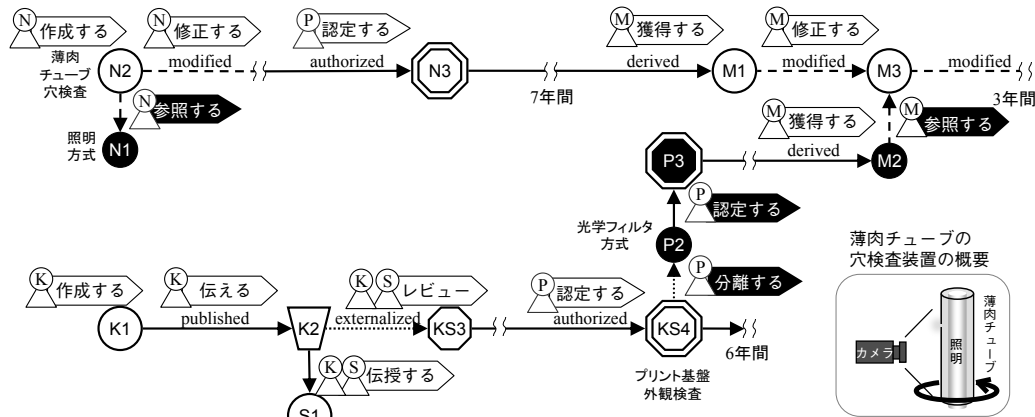 N 作成する N 修正する P 認定する M 獲得する M 修正する
薄肉
チューブ
穴検査
N2 modified authorized N3 7年間 derived M1 modified M3 modified 3年間
N 参照する M 獲得する M 参照する
照明
方式
N1 P3 derived M2
P 認定する
光学フィルタ
方式
P2
P 分離する
K 作成する K 伝える K S レビュー P 認定する
K1 published K2 externalized KS3 authorized KS4 6年間
K S 伝授する
プリント基盤
外観検査
S1
薄肉チューブの
穴検査装置の概要
カメラ
照明
薄肉チューブ